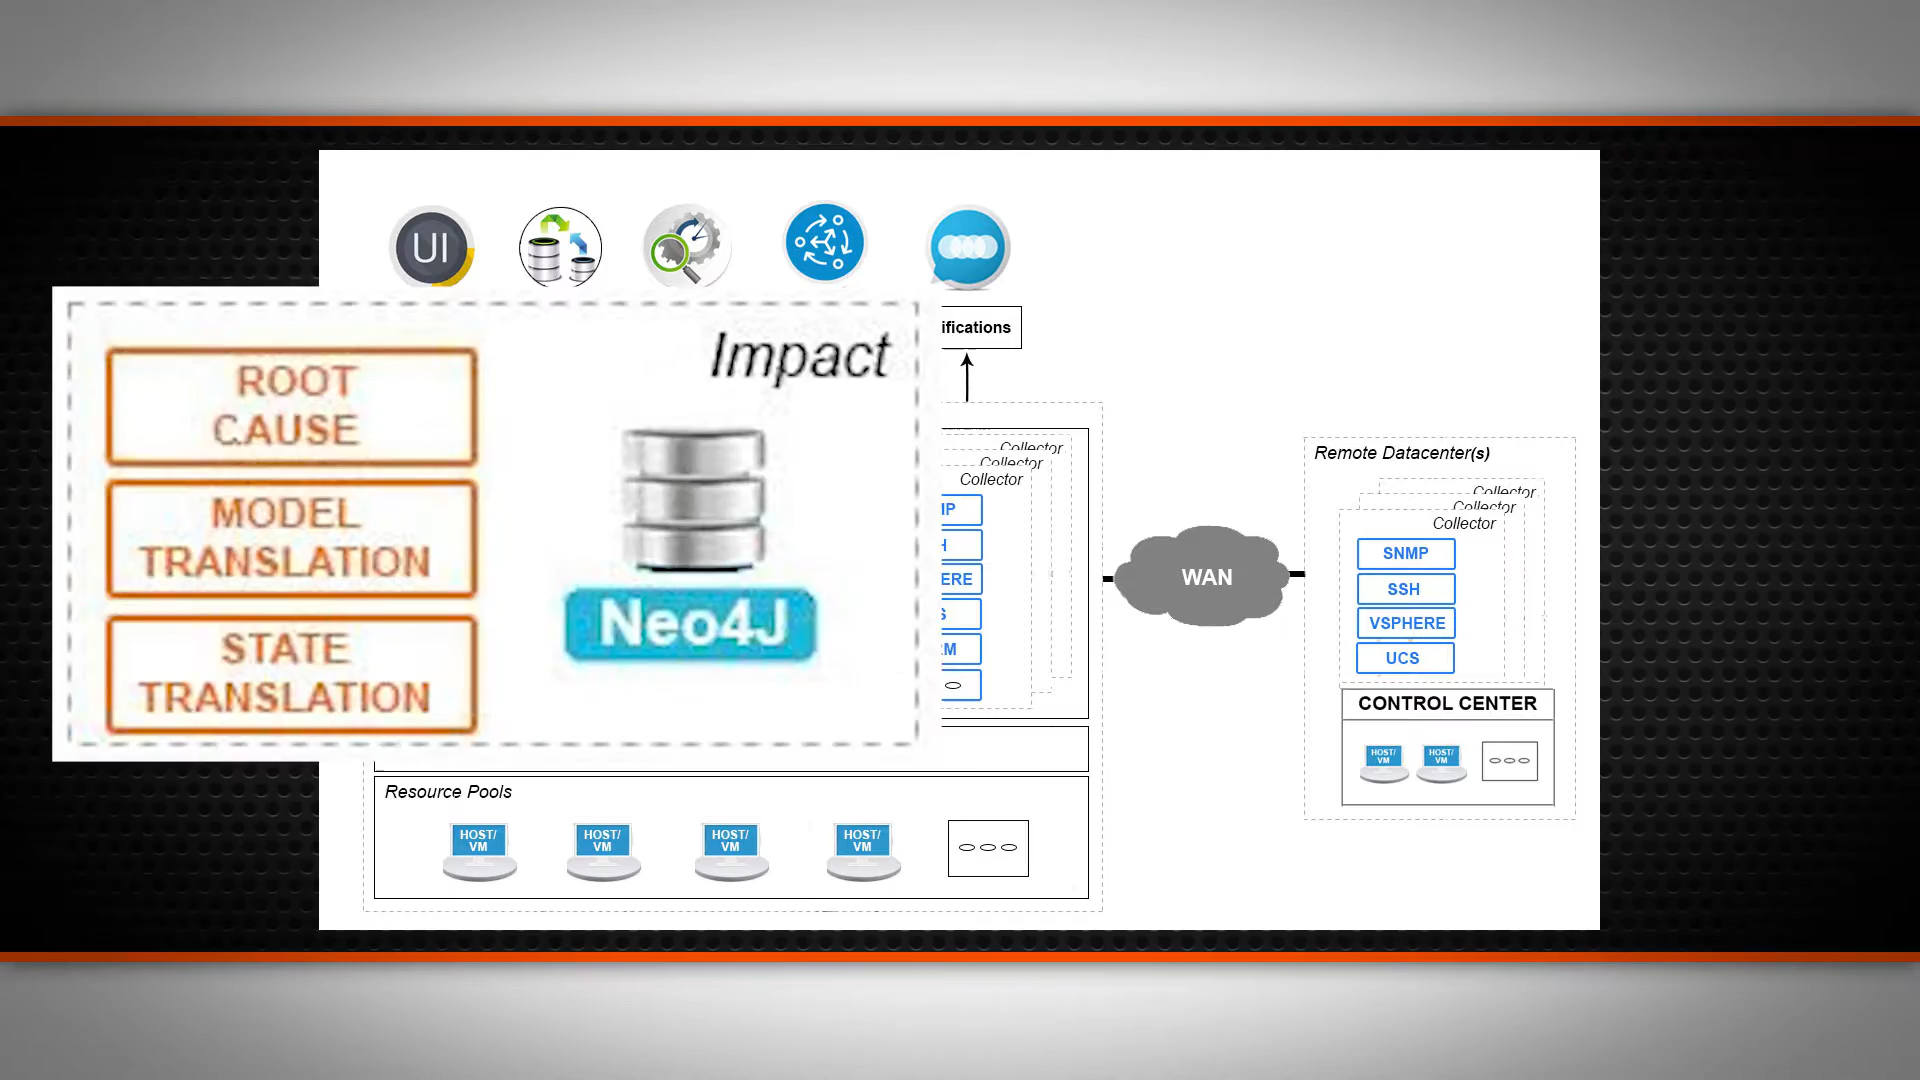 UI
ifications
Impact
ROOT
CAUSE
MODEL
TRANSLATION
STATE
TRANSLATION
Neo4J
Collector
Collector
Collector
IP
H
ERE
S
RM
Resource Pools
HOST/
VM
HOST/
VM
HOST/
VM
HOST/
VM
WAN
Remote Datacenter(s)
Collector
Collector
Collector
SNMP
SSH
VSPHERE
UCS
CONTROL CENTER
HOST/
VM
HOST/
VM